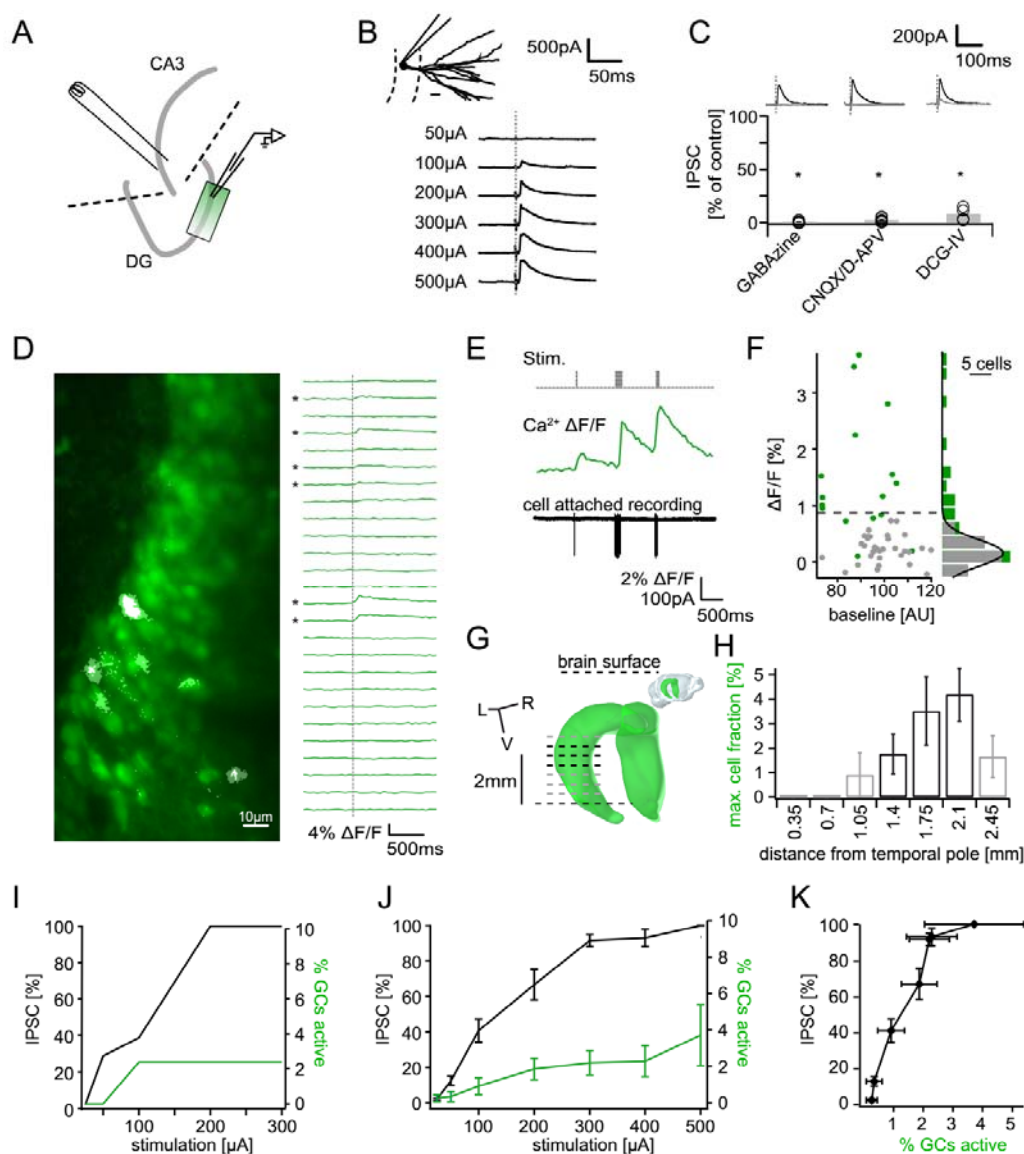 A
CA3
DG
B
500pA
50ms
50µA
100µA
200µA
300µA
400µA
500µA
C
200pA
100ms
IPSC
[% of control]
100
50
0
*
*
*
GABAzine
CNQX/D-APV
DCG-IV
D
10µm
*
*
*
*
*
*
4% ΔF/F
500ms
E
Stim.
Ca²⁺ ΔF/F
cell attached recording
2% ΔF/F
100pA
500ms
F
5 cells
ΔF/F [%]
3
2
1
0
80
100
120
baseline [AU]
G
brain surface
L
R
V
2mm
H
max. cell fraction [%]
5
4
3
2
1
0
0.35
0.7
1.05
1.4
1.75
2.1
2.45
distance from temporal pole [mm]
I
IPSC [%]
100
80
60
40
20
0
10
8
6
4
2
0
% GCs active
100
200
300
stimulation [µA]
J
IPSC [%]
100
80
60
40
20
0
10
8
6
4
2
0
% GCs active
100
200
300
400
500
stimulation [µA]
K
IPSC [%]
100
80
60
40
20
0
1
2
3
4
5
% GCs active